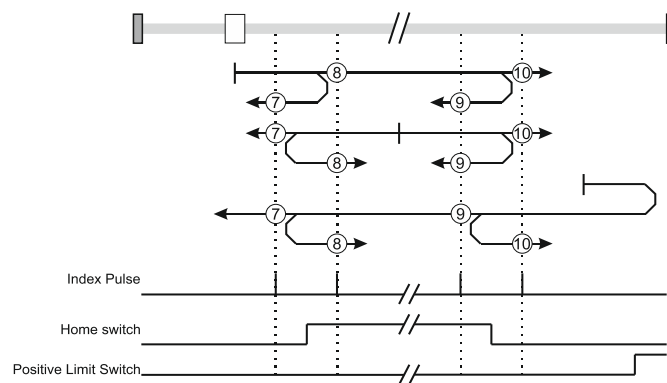 8 10
7 9
7 10
8 9
7 9
8 10
Index Pulse
Home switch
Positive Limit Switch